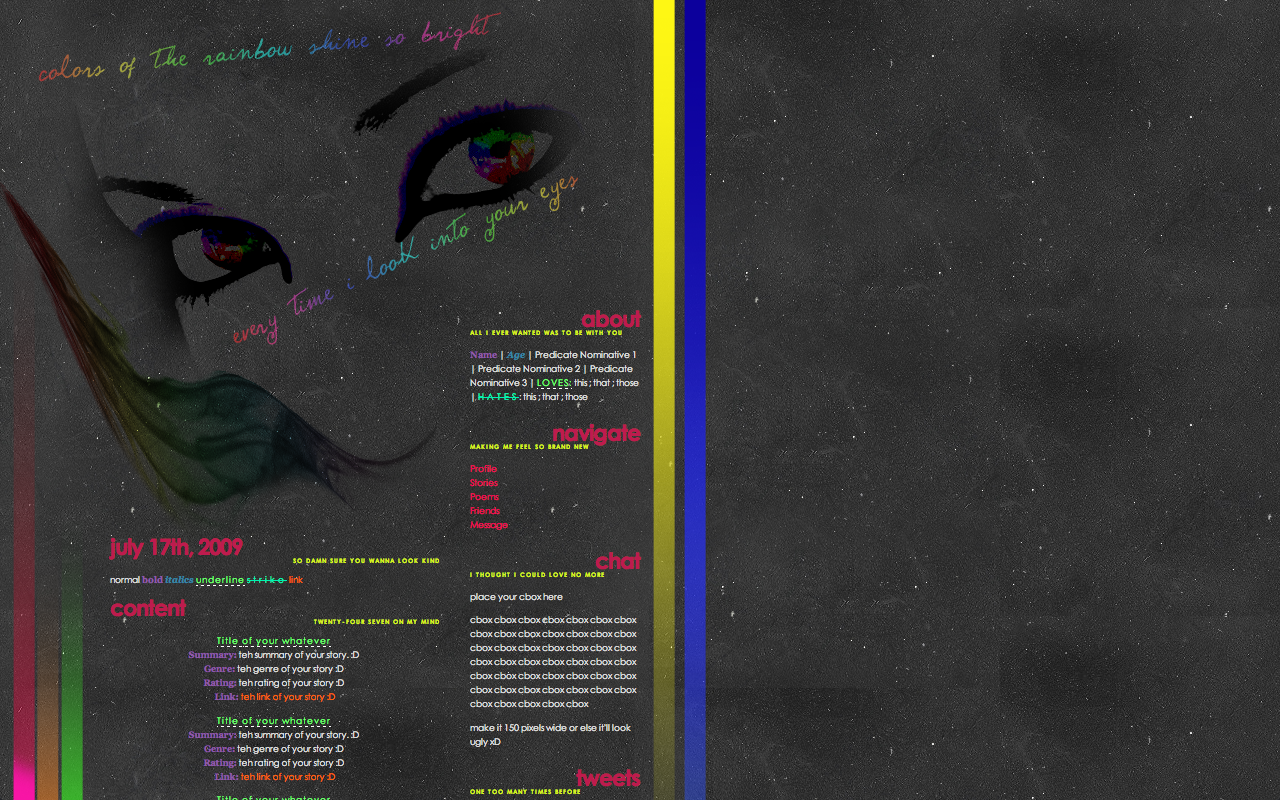 colors of The rainbow shine so bright
every time i look into your eyes
about
ALL I EVER WANTED WAS TO BE WITH YOU
Name | Age | Predicate Nominative 1
| Predicate Nominative 2 | Predicate
Nominative 3 | LOVES: this ; that ; those
| HATES: this ; that ; those
navigate
MAKING ME FEEL SO BRAND NEW
Profile
Stories
Poems
Friends
Message
july 17th, 2009
SO DAMN SURE YOU WANNA LOOK KIND
normal bold italics underline strike link
content
TWENTY-FOUR SEVEN ON MY MIND
Title of your whatever
Summary: teh summary of your story. :D
Genre: teh genre of your story :D
Rating: teh rating of your story :D
Link: teh link of your story :D
Title of your whatever
Summary: teh summary of your story. :D
Genre: teh genre of your story :D
Rating: teh rating of your story :D
Link: teh link of your story :D
Title of your whatever
chat
I THOUGHT I COULD LOVE NO MORE
place your cbox here
cbox cbox cbox cbox cbox cbox cbox
cbox cbox cbox cbox cbox cbox cbox
cbox cbox cbox cbox cbox cbox cbox
cbox cbox cbox cbox cbox cbox cbox
cbox cbox cbox cbox cbox cbox cbox
cbox cbox cbox cbox cbox cbox cbox
cbox cbox cbox cbox cbox
make it 150 pixels wide or else it'll look
ugly xD
tweets
ONE TOO MANY TIMES BEFORE